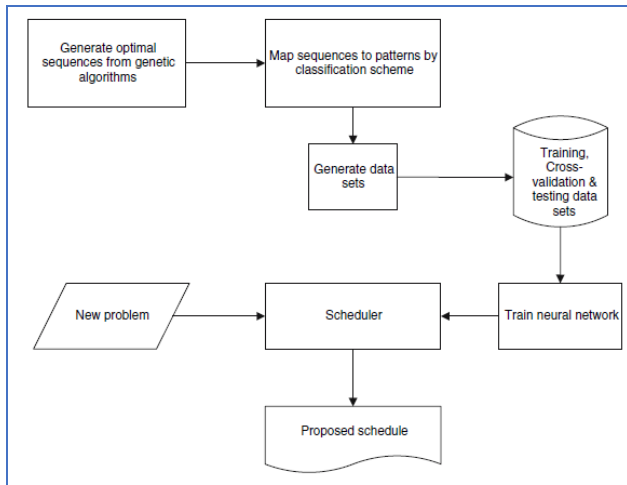 Generate optimal
sequences from genetic
algorithms
Map sequences to patterns by
classification scheme
Generate data
sets
Training,
Cross-
validation &
testing data
sets
New problem
Scheduler
Train neural network
Proposed schedule